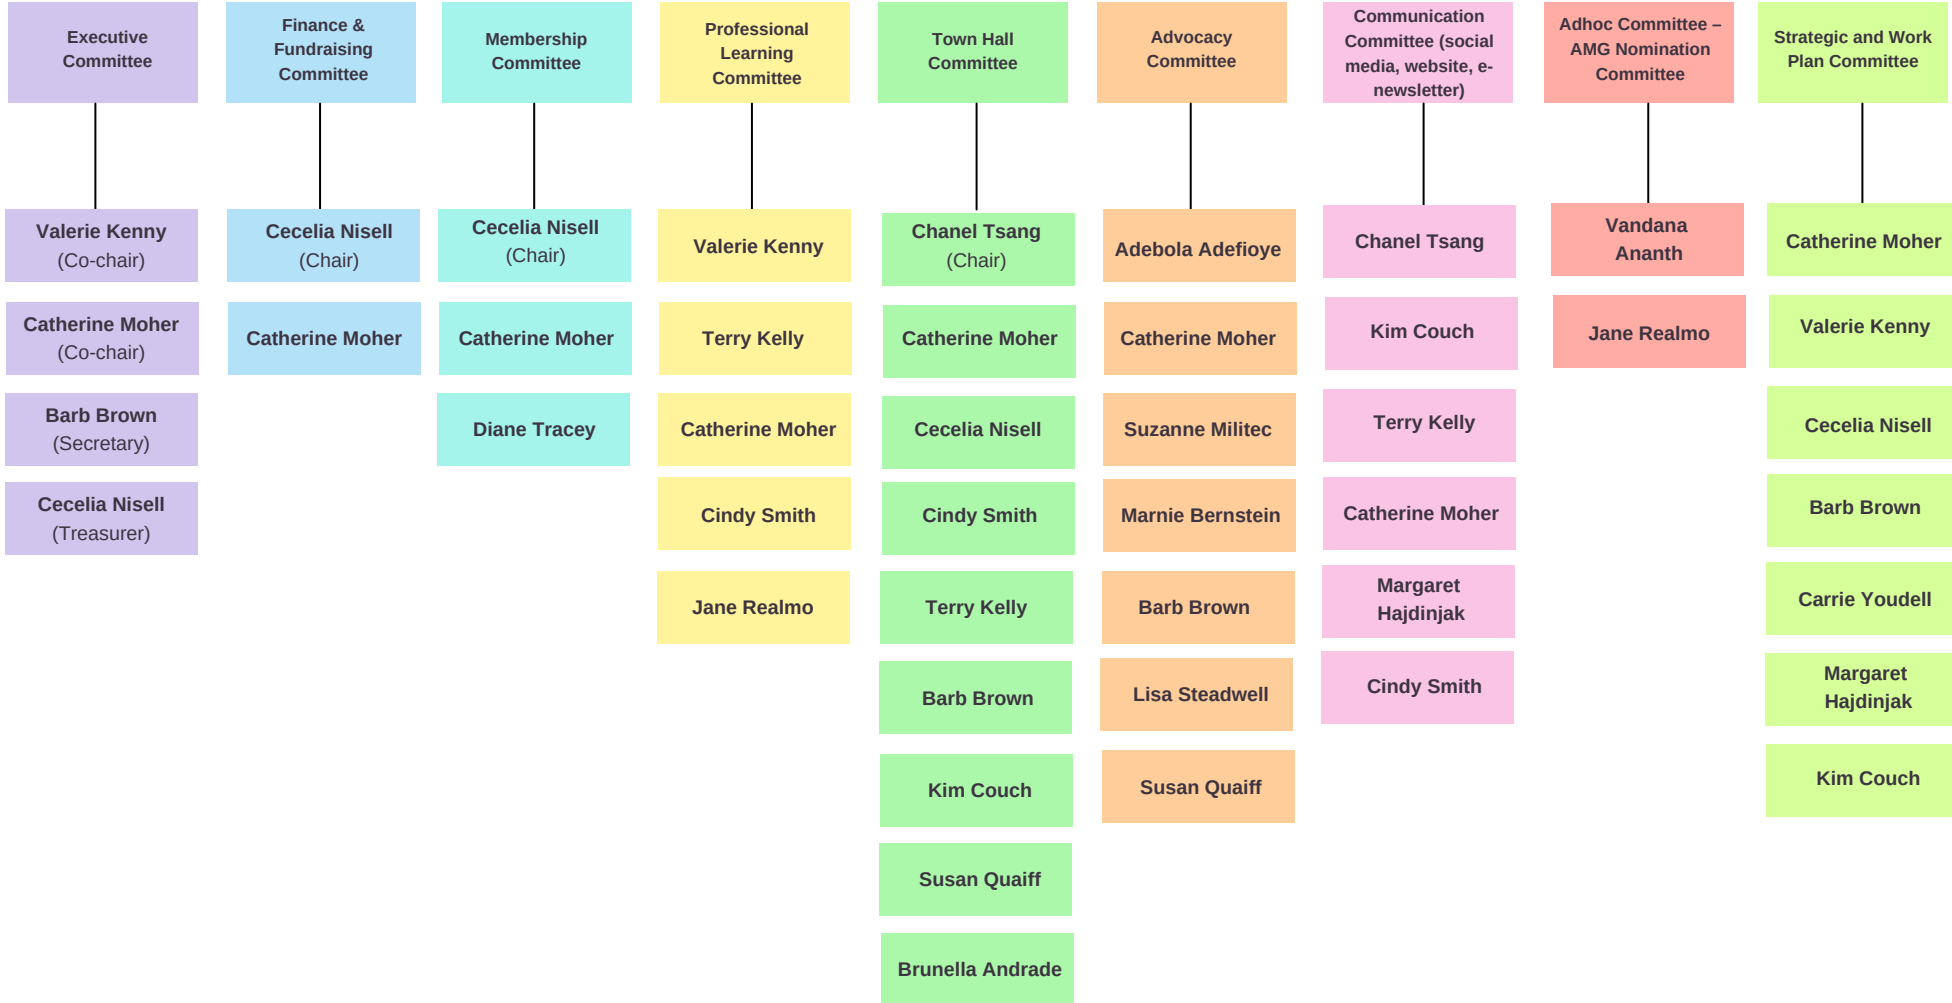 Executive
Committee
Valerie Kenny
(Co-chair)
Catherine Moher
(Co-chair)
Barb Brown
(Secretary)
Cecelia Nisell
(Treasurer)
Finance &
Fundraising
Committee
Cecelia Nisell
(Chair)
Catherine Moher
Membership
Committee
Cecelia Nisell
(Chair)
Catherine Moher
Diane Tracey
Professional
Learning
Committee
Valerie Kenny
Terry Kelly
Catherine Moher
Cindy Smith
Jane Realmo
Town Hall
Committee
Chanel Tsang
(Chair)
Catherine Moher
Cecelia Nisell
Cindy Smith
Terry Kelly
Barb Brown
Kim Couch
Susan Quaiff
Brunella Andrade
Advocacy
Committee
Adebola Adefioye
Catherine Moher
Suzanne Militec
Marnie Bernstein
Barb Brown
Lisa Steadwell
Susan Quaiff
Communication
Committee (social
media, website, e-
newsletter)
Chanel Tsang
Kim Couch
Terry Kelly
Catherine Moher
Margaret
Hajdinjak
Cindy Smith
Adhoc Committee –
AMG Nomination
Committee
Vandana
Ananth
Jane Realmo
Strategic and Work
Plan Committee
Catherine Moher
Valerie Kenny
Cecelia Nisell
Barb Brown
Carrie Youdell
Margaret
Hajdinjak
Kim Couch